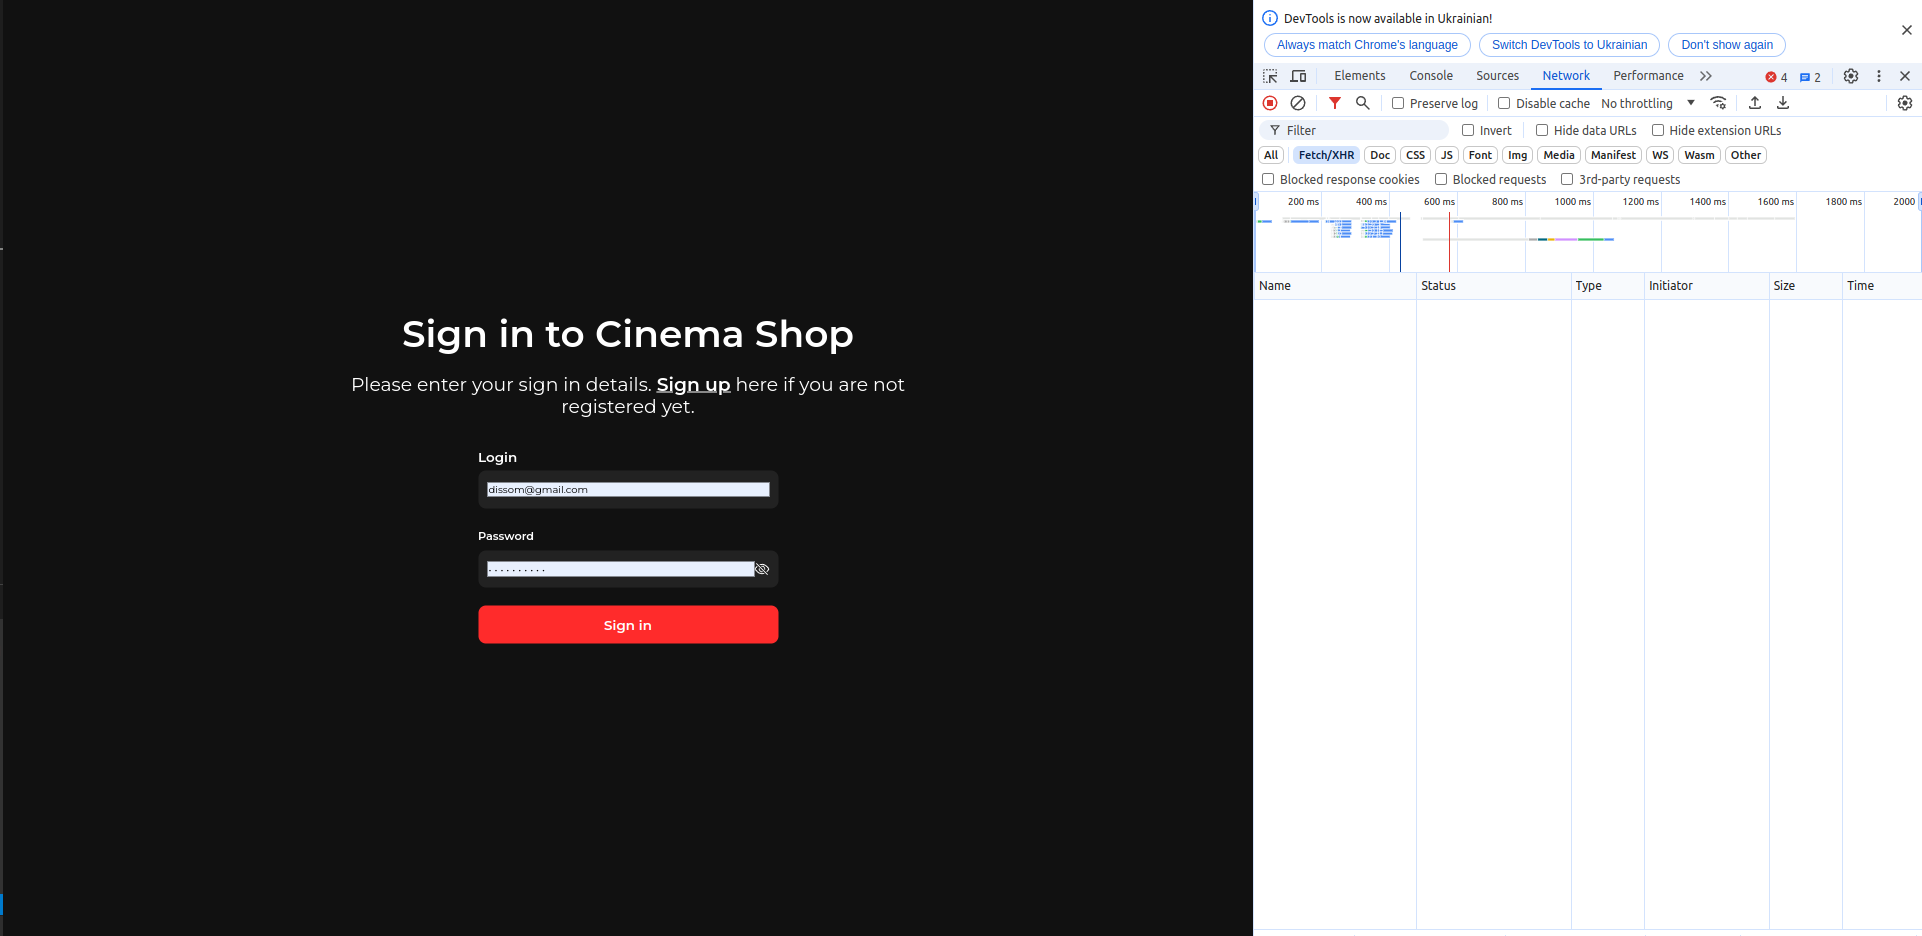 Sign in to Cinema Shop
Please enter your sign in details. Sign up here if you are not
registered yet.
Login
dissom@gmail.com
Password
Sign in
DevTools is now available in Ukrainian!
Always match Chrome's language Switch DevTools to Ukrainian Don't show again
Elements Console Sources Network Performance 4 2
Preserve log Disable cache No throttling
Filter Invert Hide data URLs Hide extension URLs
All Fetch/XHR Doc CSS JS Font Img Media Manifest WS Wasm Other
Blocked response cookies Blocked requests 3rd-party requests
200 ms 400 ms 600 ms 800 ms 1000 ms 1200 ms 1400 ms 1600 ms 1800 ms 2000
Name Status Type Initiator Size Time